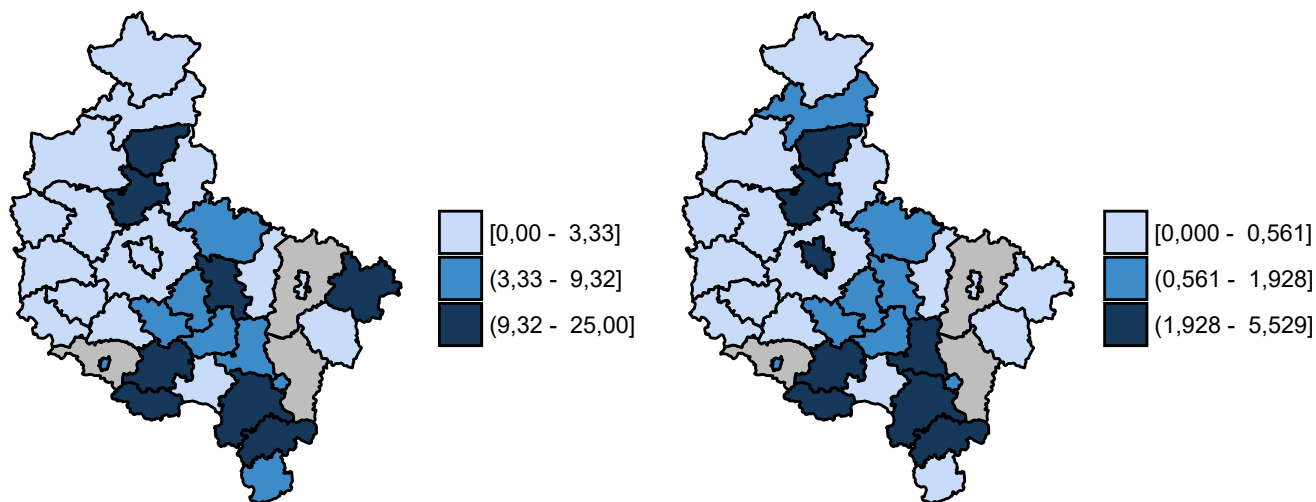 [0,00 - 3,33]
(3,33 - 9,32]
(9,32 - 25,00]
[0,000 - 0,561]
(0,561 - 1,928]
(1,928 - 5,529]